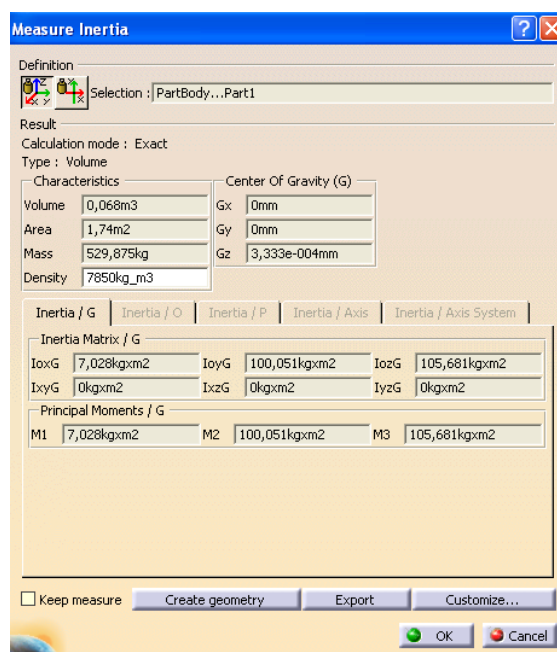 Measure Inertia
Definition
Selection : PartBody...Part1
Result
Calculation mode : Exact
Type : Volume
Characteristics
Center Of Gravity (G)
Volume 0,068m3 Gx 0mm
Area 1,74m2 Gy 0mm
Mass 529,875kg Gz 3,333e-004mm
Density 7850kg_m3
Inertia / G Inertia / O Inertia / P Inertia / Axis Inertia / Axis System
Inertia Matrix / G
IoxG 7,028kgxm2 IoyG 100,051kgxm2 IozG 105,681kgxm2
IxyG 0kgxm2 IxzG 0kgxm2 IyzG 0kgxm2
Principal Moments / G
M1 7,028kgxm2 M2 100,051kgxm2 M3 105,681kgxm2
Keep measure Create geometry Export Customize...
OK Cancel